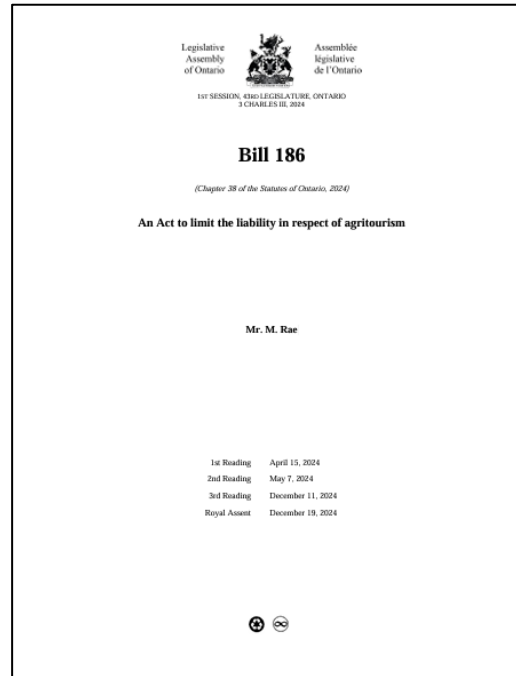 Legislative
Assembly
of Ontario
Assemblée
législative
de l'Ontario
1ST SESSION, 43RD LEGISLATURE, ONTARIO
3 CHARLES III, 2024
Bill 186
(Chapter 38 of the Statutes of Ontario, 2024)
An Act to limit the liability in respect of agritourism
Mr. M. Rae
1st Reading April 15, 2024
2nd Reading May 7, 2024
3rd Reading December 11, 2024
Royal Assent December 19, 2024